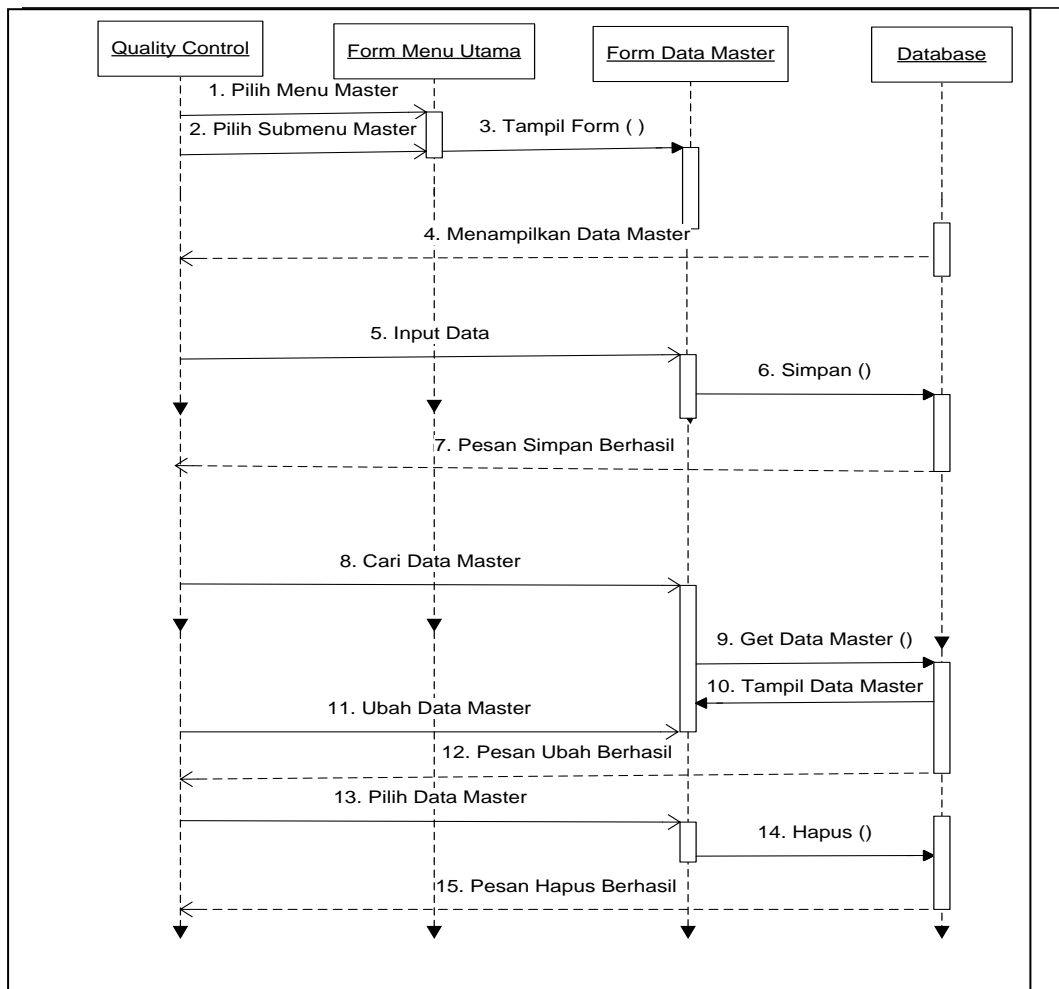 Quality Control
Form Menu Utama
Form Data Master
Database
1. Pilih Menu Master
2. Pilih Submenu Master
3. Tampil Form ( )
4. Menampilkan Data Master
5. Input Data
6. Simpan ()
7. Pesan Simpan Berhasil
8. Cari Data Master
9. Get Data Master ()
10. Tampil Data Master
11. Ubah Data Master
12. Pesan Ubah Berhasil
13. Pilih Data Master
14. Hapus ()
15. Pesan Hapus Berhasil